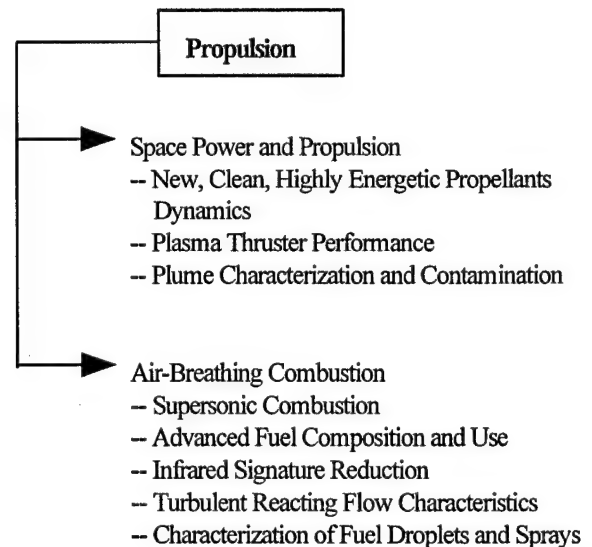 Propulsion
Space Power and Propulsion
-- New, Clean, Highly Energetic Propellants
Dynamics
-- Plasma Thruster Performance
-- Plume Characterization and Contamination
Air-Breathing Combustion
-- Supersonic Combustion
-- Advanced Fuel Composition and Use
-- Infrared Signature Reduction
-- Turbulent Reacting Flow Characteristics
-- Characterization of Fuel Droplets and Sprays